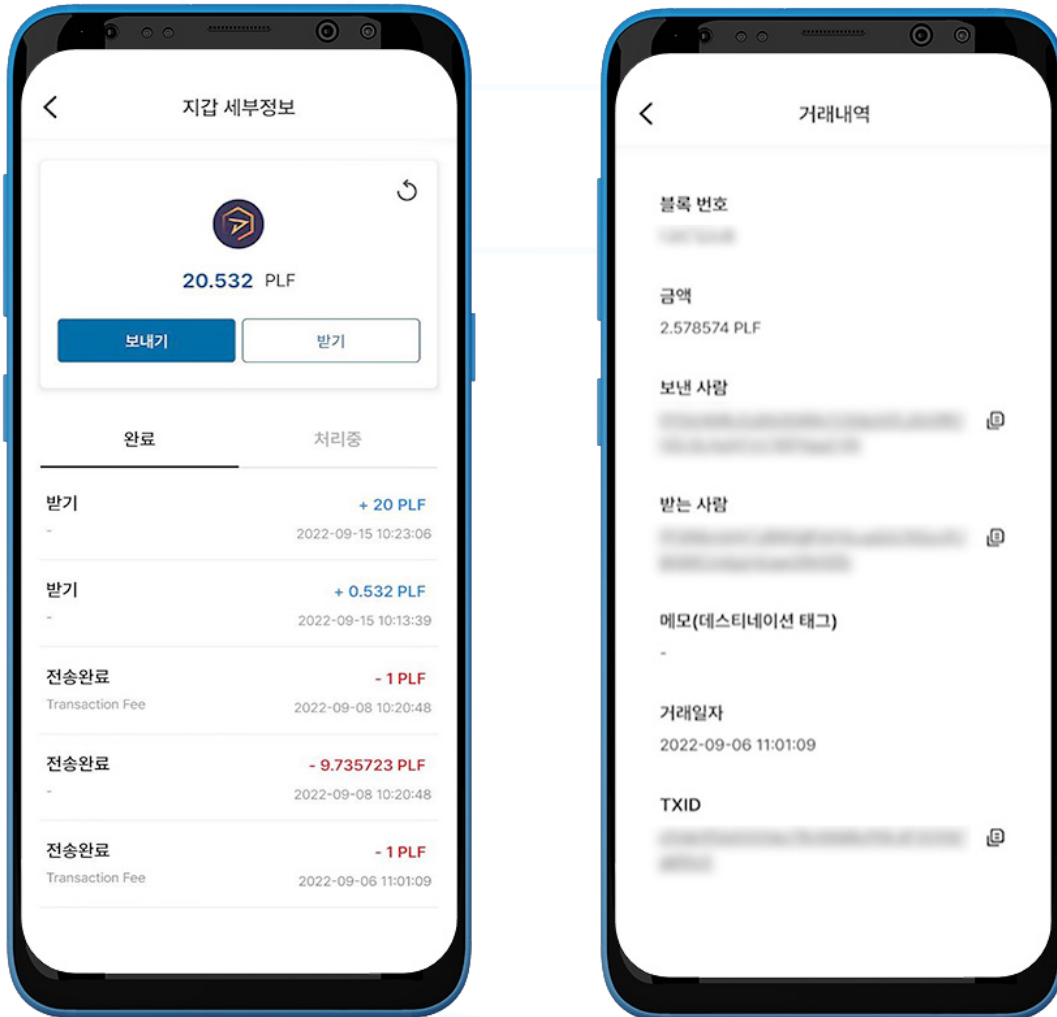 지갑 세부정보
20.532 PLF
보내기
받기
완료
처리중
받기
+ 20 PLF
-
2022-09-15 10:23:06
받기
+ 0.532 PLF
-
2022-09-15 10:13:39
전송완료
- 1 PLF
Transaction Fee
2022-09-08 10:20:48
전송완료
- 9.735723 PLF
-
2022-09-08 10:20:48
전송완료
- 1 PLF
Transaction Fee
2022-09-06 11:01:09
거래내역
블록 번호
금액
2.578574 PLF
보낸 사람
받는 사람
메모(데스티네이션 태그)
-
거래일자
2022-09-06 11:01:09
TXID